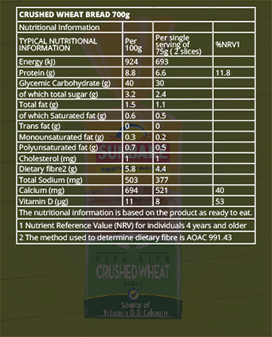 CRUSHED WHEAT BREAD 700g
Nutritional Information
TYPICAL NUTRITIONAL INFORMATION Per 100g Per single serving of 75g ( 2 slices) %NRV1
Energy (kJ) 924 693
Protein (g) 8.8 6.6 11.8
Glycemic Carbohydrate (g) 40 30
of which total sugar (g) 3.2 2.4
Total fat (g) 1.5 1.1
of which Saturated fat (g) 0.6 0.5
Trans fat (g) 0 0
Monounsaturated fat (g) 0.3 0.2
Polyunsaturated fat (g) 0.7 0.5
Cholesterol (mg) 1 1
Dietary fibre2 (g) 5.8 4.4
Total Sodium (mg) 503 377
Calcium (mg) 694 521 40
Vitamin D (µg) 11 8 53
The nutritional information is based on the product as ready to eat.
1 Nutrient Reference Value (NRV) for individuals 4 years and older
2 The method used to determine dietary fibre is AOAC 991.43
CRUSHED WHEAT
BREAD
Source of
Vitamin D & Calcium